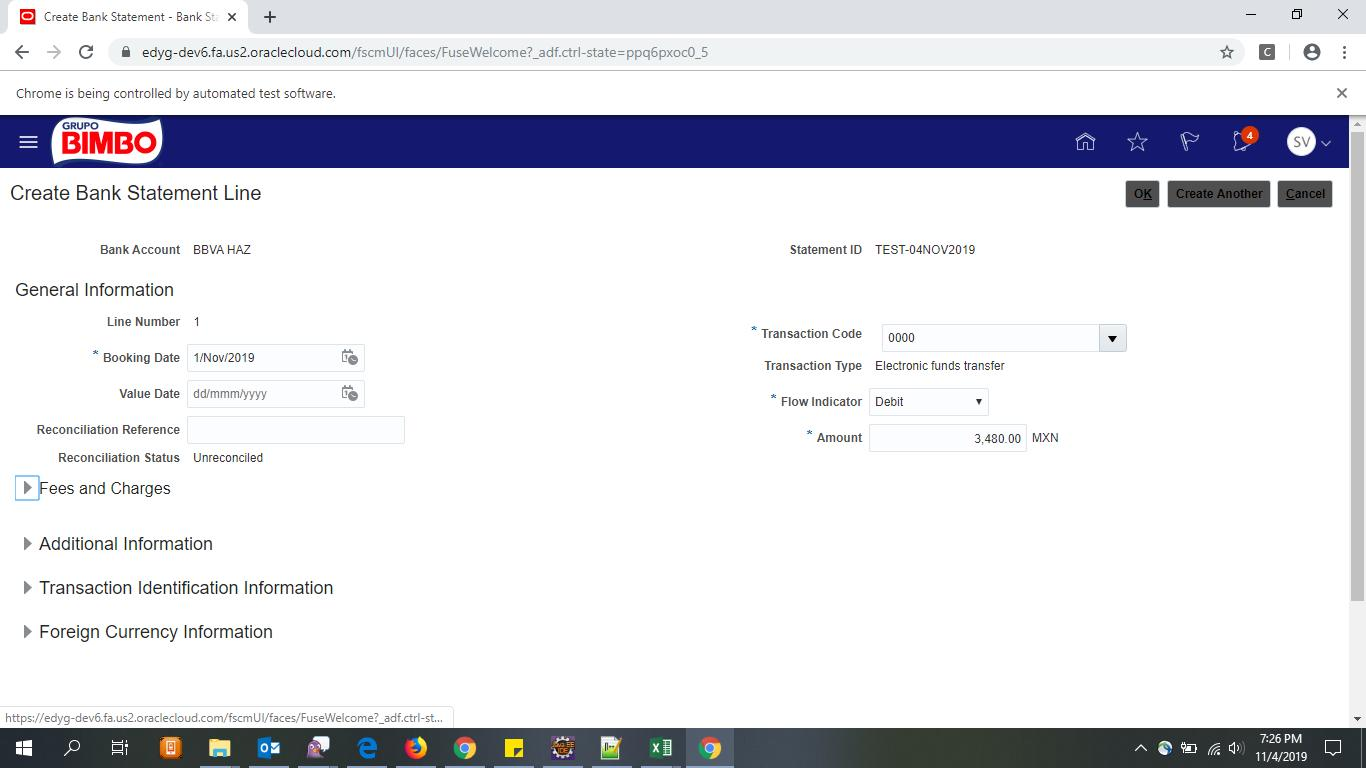 Create Bank Statement - Bank Sta
edyg-dev6.fa.us2.oraclecloud.com/fscmUI/faces/FuseWelcome?_adf.ctrl-state=ppq6pxoc0_5
C
Chrome is being controlled by automated test software.
GRUPO
BIMBO
4
SV
Create Bank Statement Line
OK
Create Another
Cancel
Bank Account BBVA HAZ
Statement ID TEST-04NOV2019
General Information
Line Number 1
* Transaction Code 0000
* Booking Date 1/Nov/2019
Transaction Type Electronic funds transfer
Value Date dd/mmm/yyyy
* Flow Indicator Debit
Reconciliation Reference
* Amount 3,480.00 MXN
Reconciliation Status Unreconciled
Fees and Charges
Additional Information
Transaction Identification Information
Foreign Currency Information
https://edyg-dev6.fa.us2.oraclecloud.com/fscmUI/faces/FuseWelcome?_adf.ctrl-st...
7:26 PM
11/4/2019